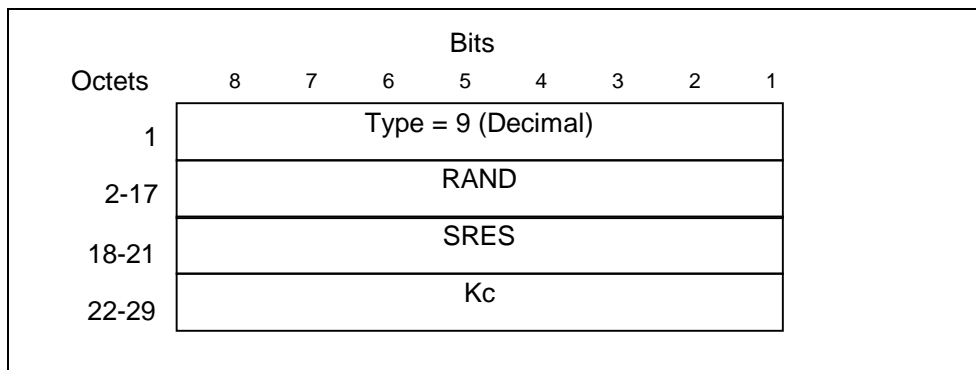 Bits
Octets 8 7 6 5 4 3 2 1
1 Type = 9 (Decimal)
2-17 RAND
18-21 SRES
22-29 Kc